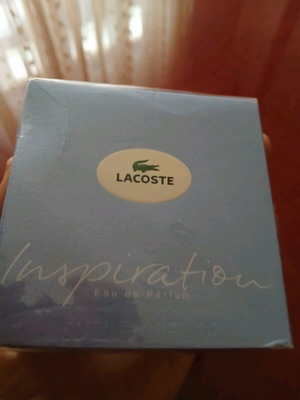 LACOSTE
Inspiration
Eau de Parfum